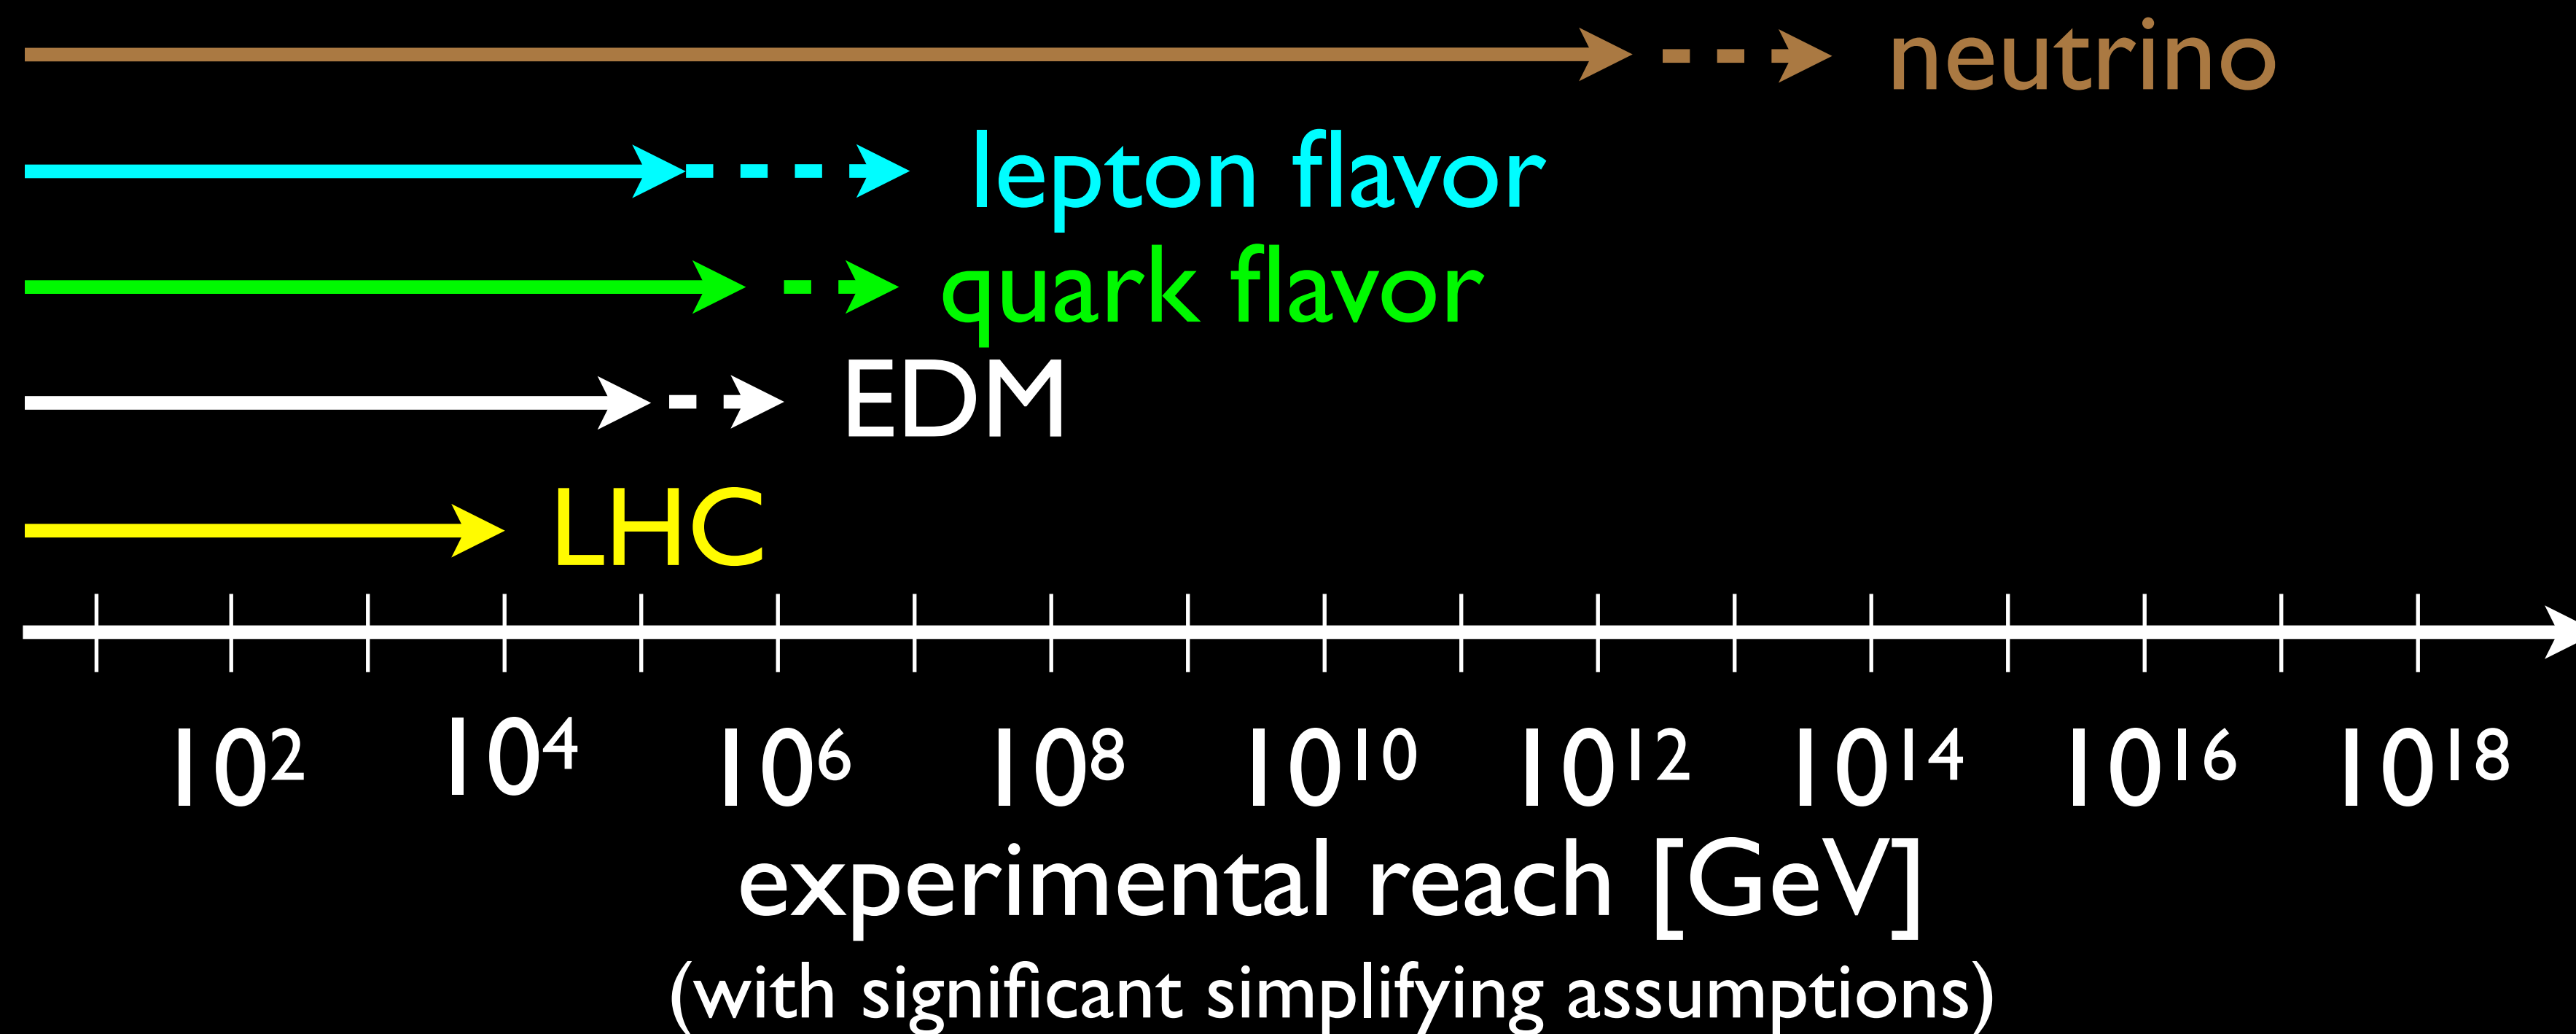 neutrino
lepton flavor
quark flavor
EDM
LHC
10² 10⁴ 10⁶ 10⁸ 10¹⁰ 10¹² 10¹⁴ 10¹⁶ 10¹⁸
experimental reach [GeV]
(with significant simplifying assumptions)